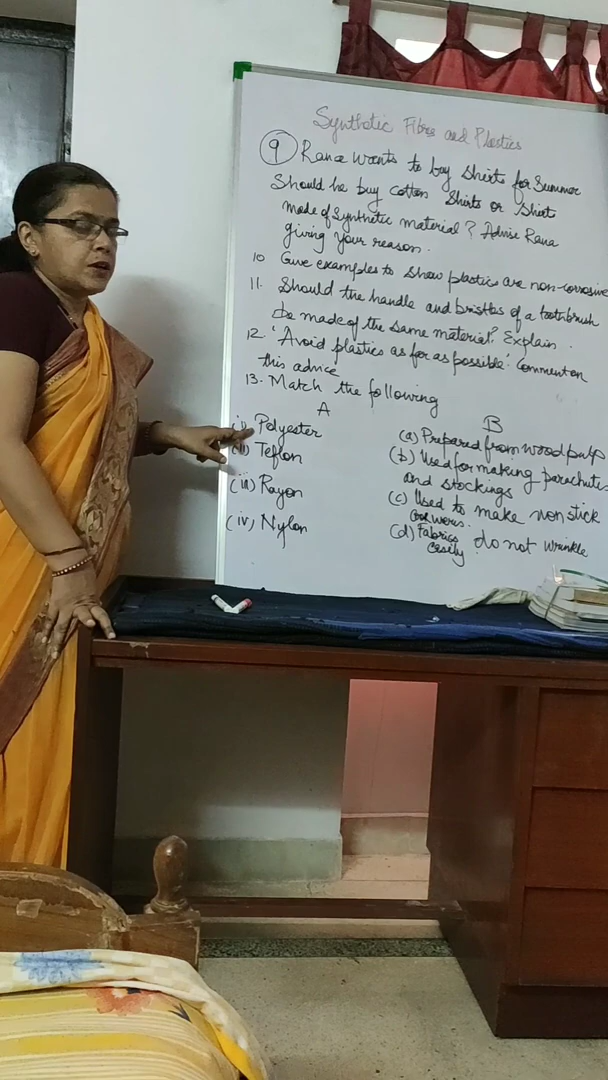 Synthetic Fibres and Plastics
9 Rana wants to buy shirts for Summer
Should he buy cotton Shirts or Shirts
made of Synthetic material? Advise Rana
giving your reason.
10 Give examples to show plastics are non-corrosive
11. Should the handle and bristles of a toothbrush
be made of the same material? Explain.
12. 'Avoid plastics as far as possible'. Comment on
this advice
13. Match the following
A
B
(i) Polyester
(a) Prepared from wood pulp
(ii) Teflon
(b) Used for making parachutes
and stockings
(iii) Rayon
(c) Used to make non stick
(iv) Nylon
(d) Fabrics do not wrinkle
easily